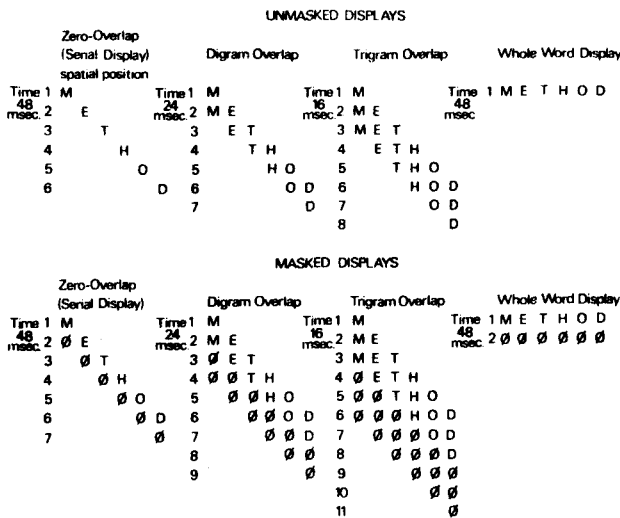 UNMASKED DISPLAYS
Zero-Overlap
(Serial Display) Digram Overlap Trigram Overlap Whole Word Display
spatial position
Time 1 M Time 1 M Time 1 M Time 1 M E T H O D
48 msec. 2 E 24 msec. 2 M E 16 msec. 2 M E 48 msec.
3 T 3 E T 3 M E T
4 H 4 T H 4 E T H
5 O 5 H O 5 T H O
6 D 6 O D 6 H O D
7 D 7 O D
8 D
MASKED DISPLAYS
Zero-Overlap
(Serial Display) Digram Overlap Trigram Overlap Whole Word Display
Time 1 M Time 1 M Time 1 M Time 1 M E T H O D
48 msec. 2 Ø E 24 msec. 2 M E 16 msec. 2 M E 48 msec. 2 Ø Ø Ø Ø Ø Ø
3 Ø T 3 Ø E T 3 M E T
4 Ø H 4 Ø Ø T H 4 Ø E T H
5 Ø O 5 Ø Ø H O 5 Ø Ø T H O
6 Ø D 6 Ø Ø O D 6 Ø Ø Ø H O D
7 Ø 7 Ø Ø D 7 Ø Ø Ø O D
8 Ø Ø 8 Ø Ø Ø D
9 Ø 9 Ø Ø Ø
10 Ø Ø
11 Ø